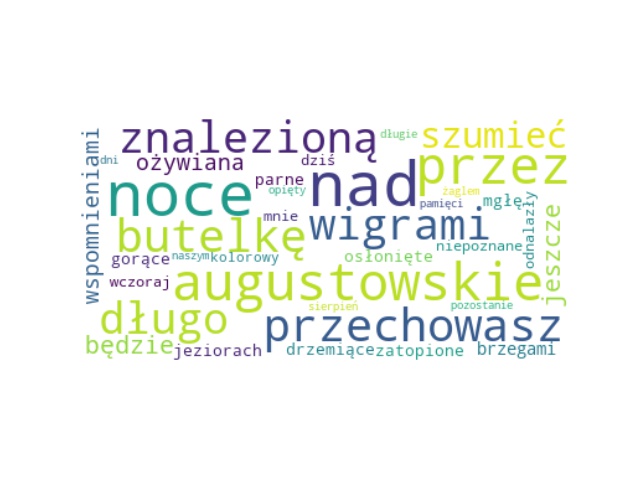 znalezioną
długie
szumieć
wspomnieniami
dni
ożywiana
dziś
przez
noce
parne
opięty
nad
żaglem
pamięci
mgłę
odnalazły
jeszcze
mnie
wigrami
butelkę
niepoznane
gorące
naszym
kolorowy
osłonięte
wczoraj
augustowskie
długo
sierpień
pozostanie
przechowasz
będzie
jeziorach
drzemiące
zatopione
brzegami